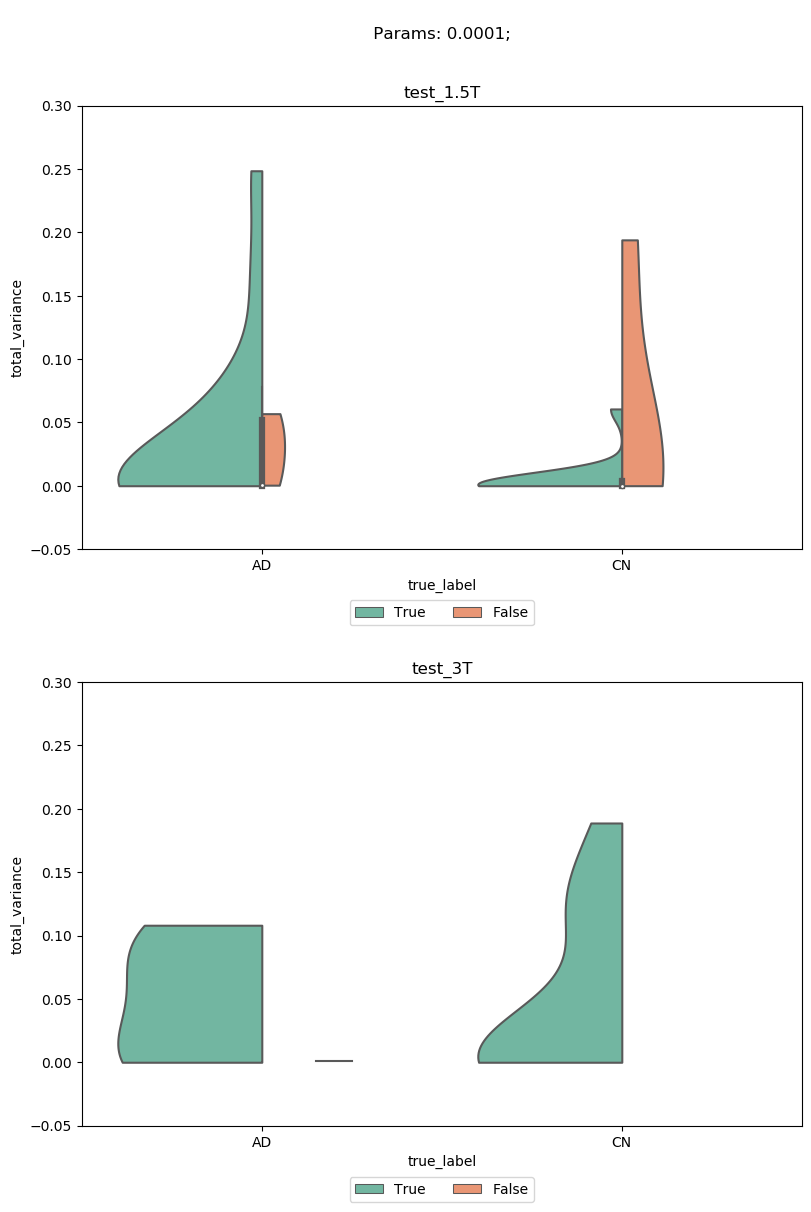 Params: 0.0001;
test_1.5T
0.30
0.25
0.20
0.15
0.10
0.05
0.00
−0.05
total_variance
AD CN
true_label
True False
test_3T
0.30
0.25
0.20
0.15
0.10
0.05
0.00
−0.05
total_variance
AD CN
true_label
True False